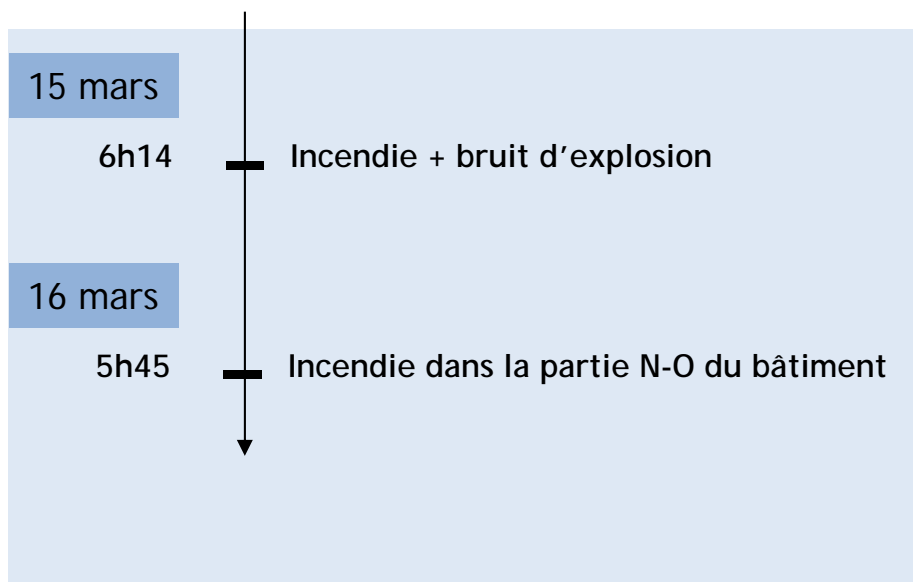 15 mars
6h14 Incendie + bruit d'explosion
16 mars
5h45 Incendie dans la partie N-O du bâtiment